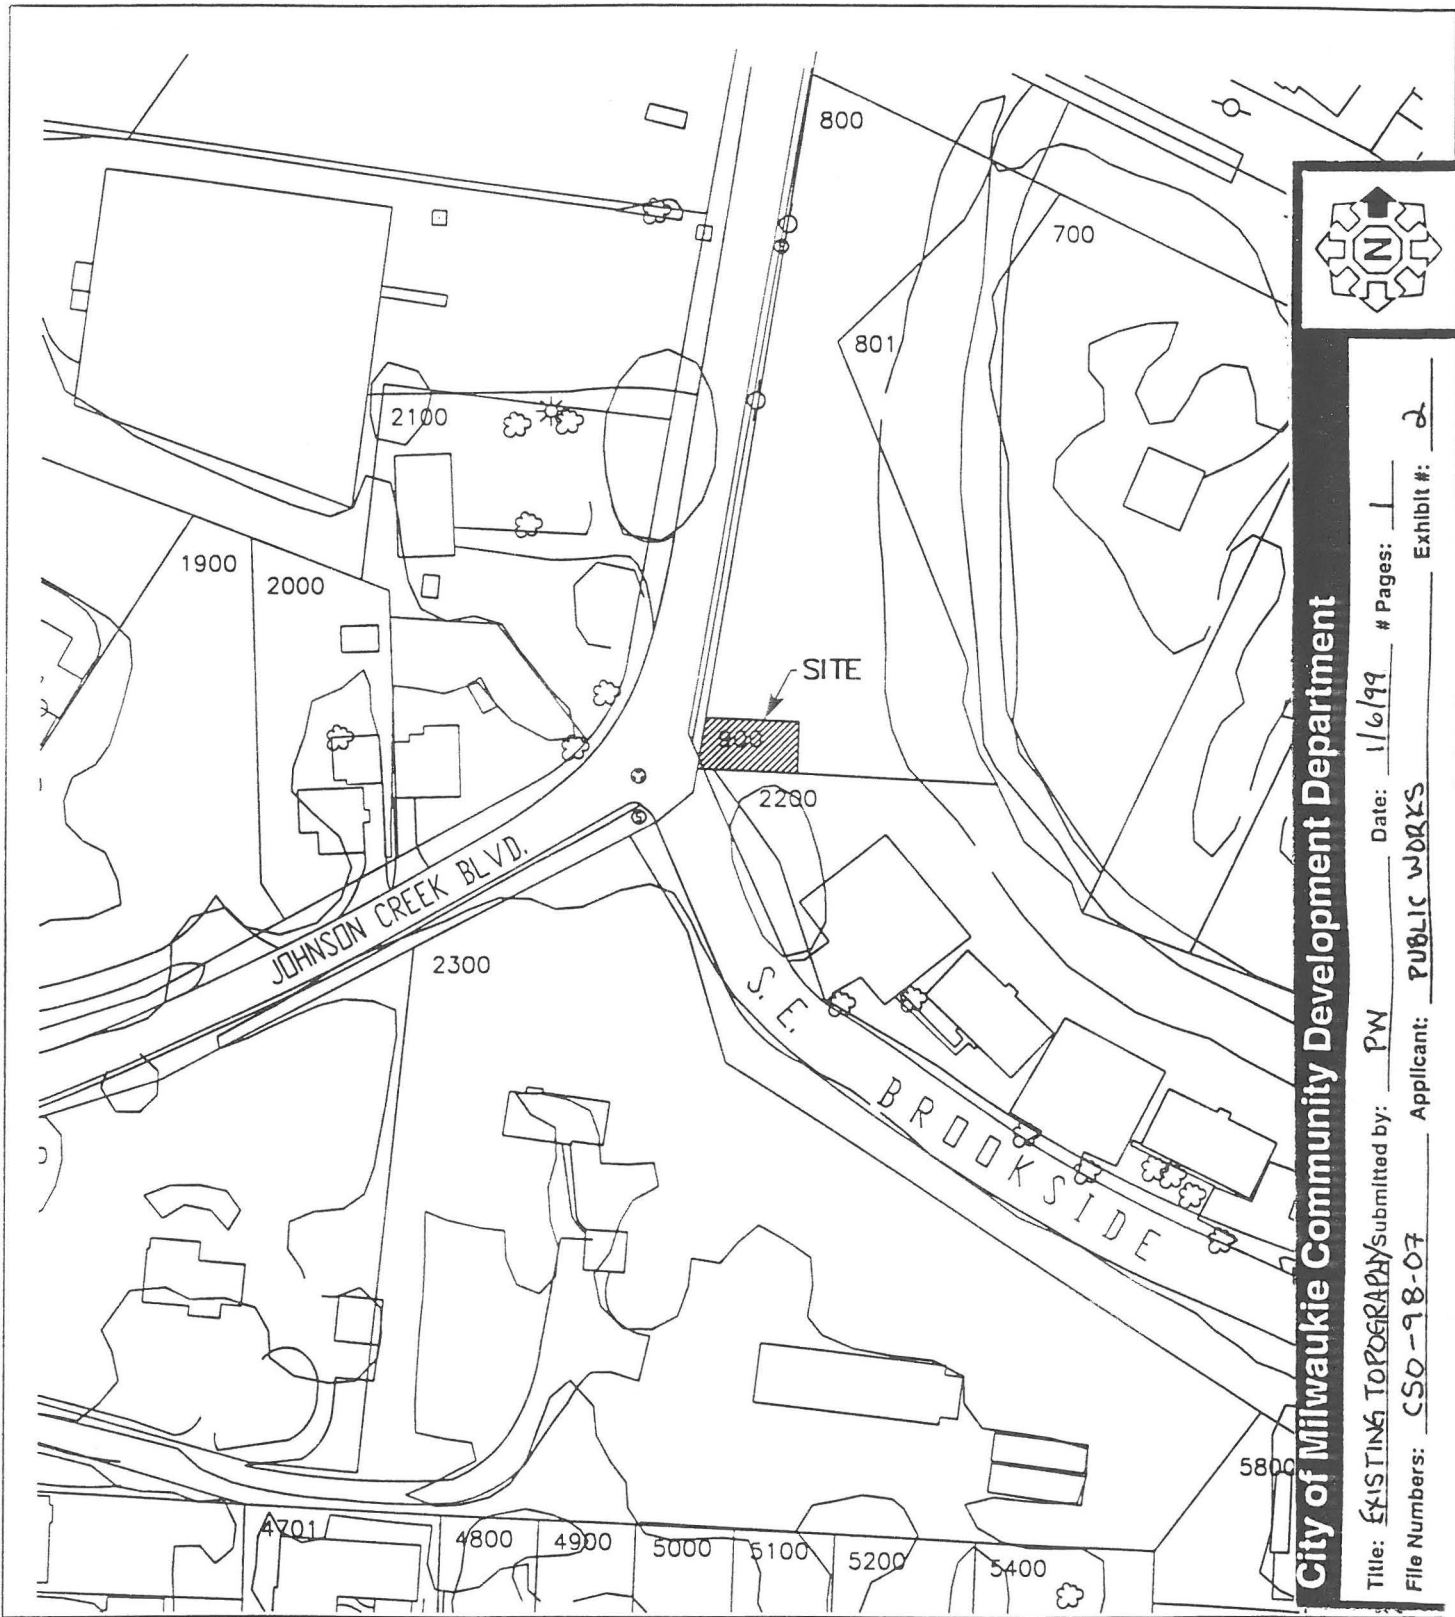 800
700
801
2100
1900
2000
SITE
900
2200
JOHNSON CREEK BLVD.
2300
S. E. BROOKSIDE
5800
4701
4800
4900
5000
5100
5200
5400
N
City of Milwaukie Community Development Department
Title: EXISTING TOPOGRAPHY submitted by: PW Date: 1/6/99 # Pages: 1
File Numbers: CSO-98-07 Applicant: PUBLIC WORKS Exhibit #: 2